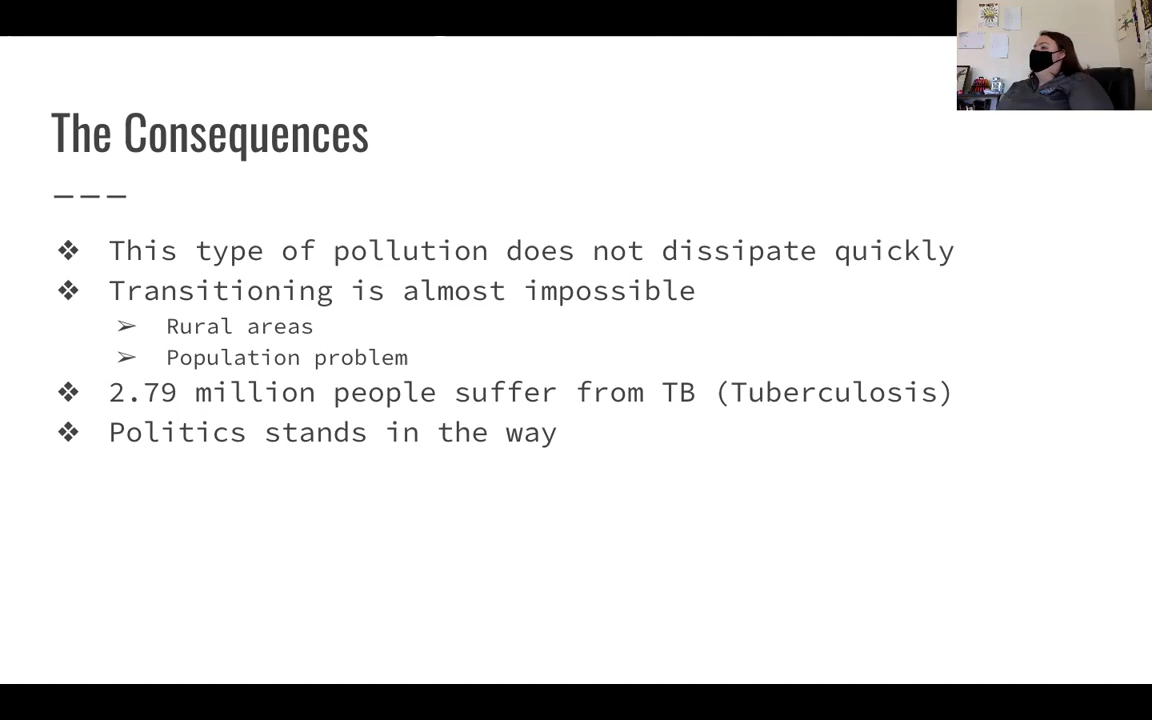 The Consequences
❖ This type of pollution does not dissipate quickly
❖ Transitioning is almost impossible
➢ Rural areas
➢ Population problem
❖ 2.79 million people suffer from TB (Tuberculosis)
❖ Politics stands in the way